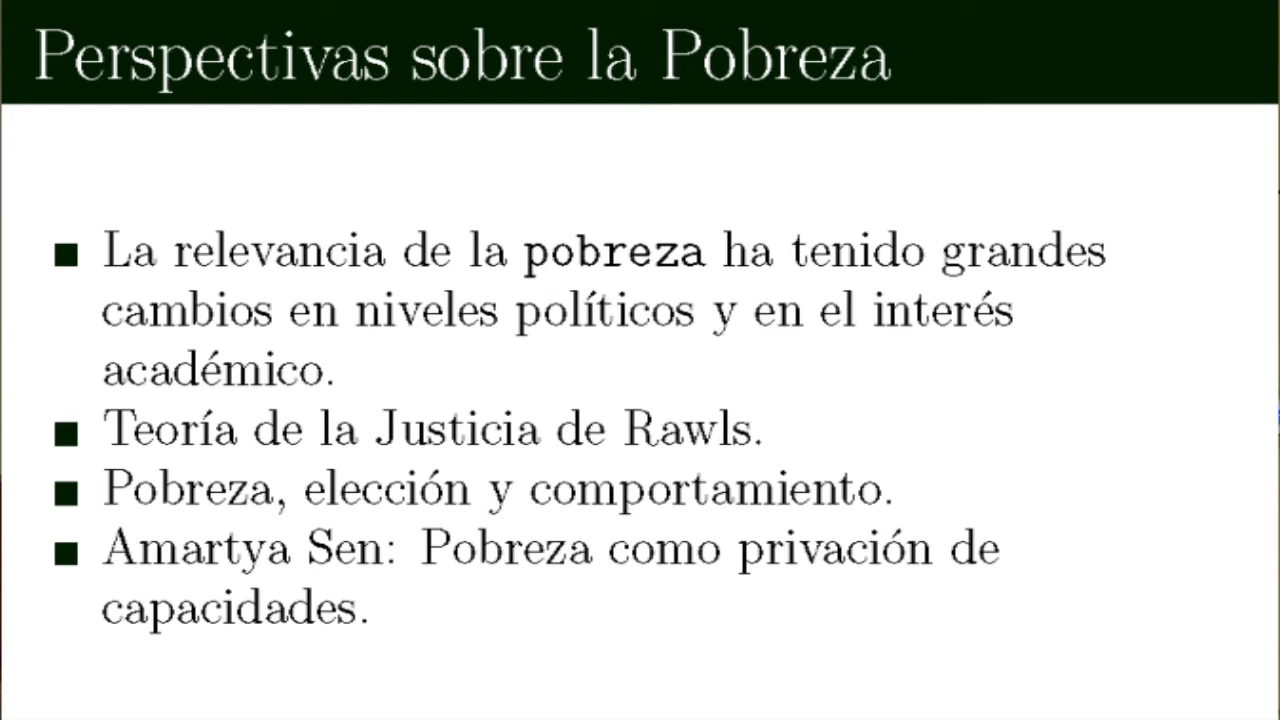 Perspectivas sobre la Pobreza
La relevancia de la pobreza ha tenido grandes
cambios en niveles políticos y en el interés
académico.
Teoría de la Justicia de Rawls.
Pobreza, elección y comportamiento.
Amartya Sen: Pobreza como privación de
capacidades.